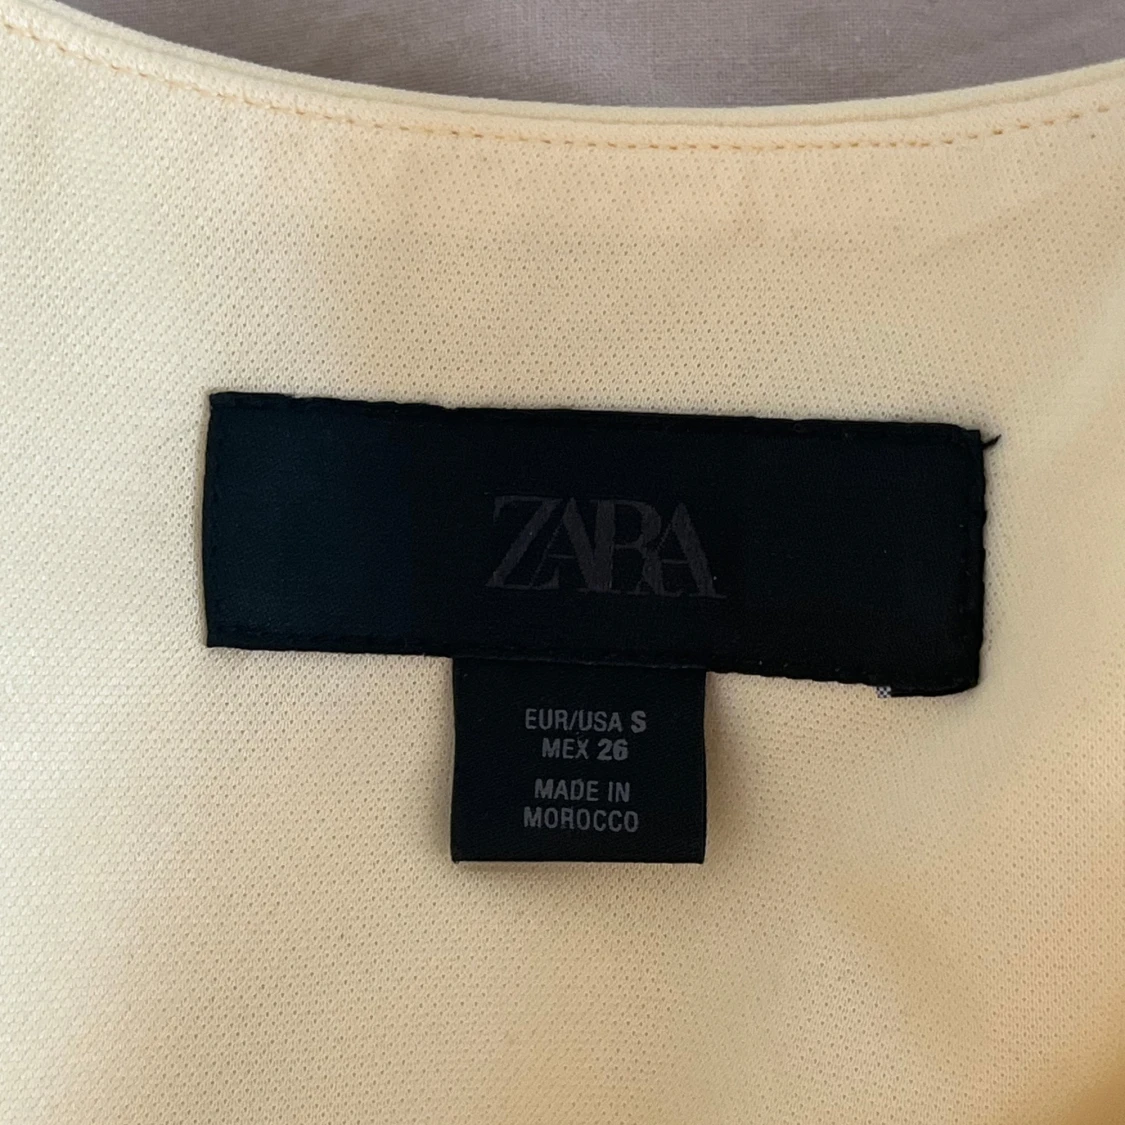 ZARA
EUR/USA S
MEX 26
MADE IN
MOROCCO